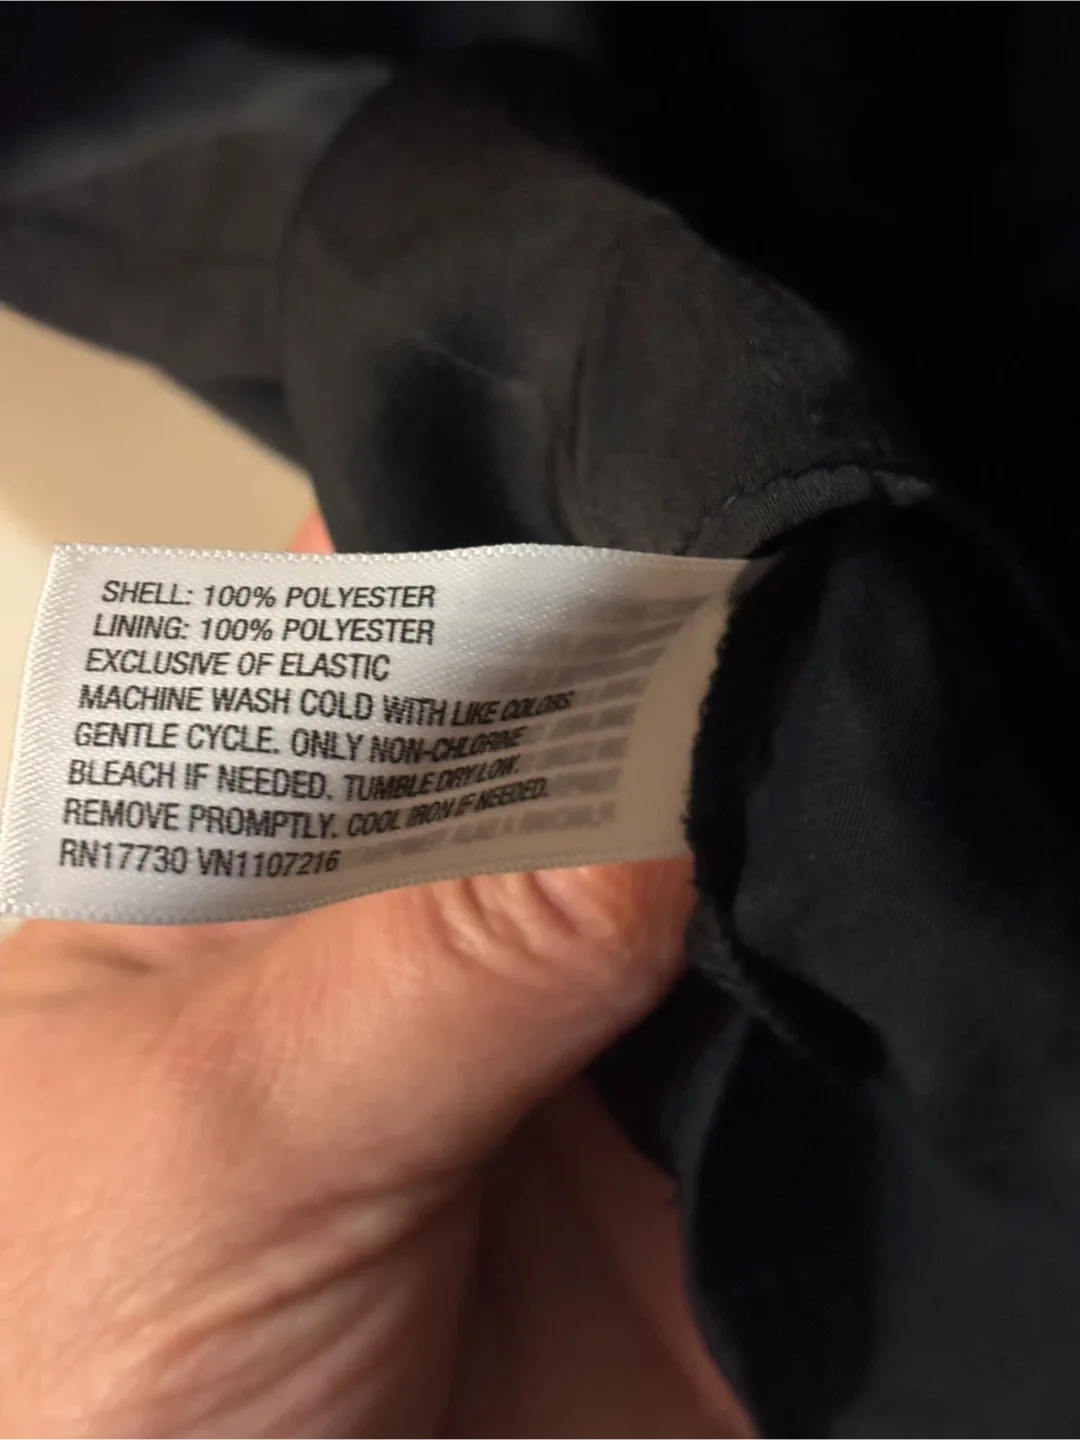 SHELL: 100% POLYESTER
LINING: 100% POLYESTER
EXCLUSIVE OF ELASTIC
MACHINE WASH COLD WITH LIKE COLORS
GENTLE CYCLE. ONLY NON-CHLORINE
BLEACH IF NEEDED. TUMBLE DRY LOW.
REMOVE PROMPTLY. COOL IRON IF NEEDED.
RN17730 VN1107216